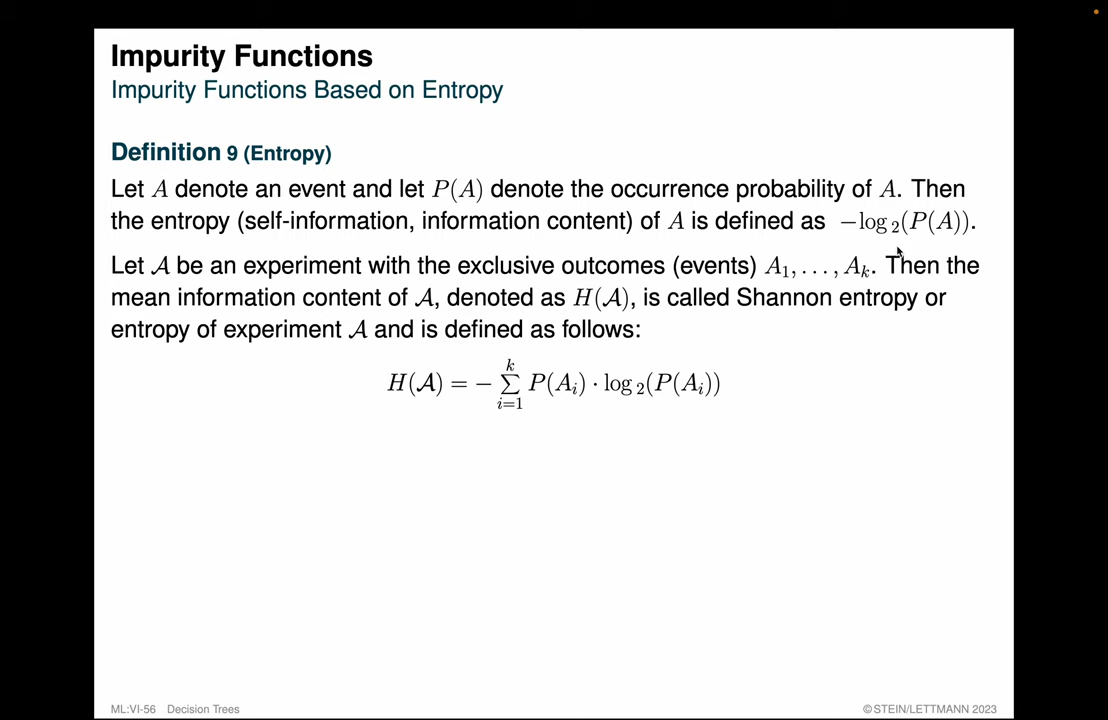 Impurity Functions
Impurity Functions Based on Entropy
Definition 9 (Entropy)
Let A denote an event and let P(A) denote the occurrence probability of A. Then
the entropy (self-information, information content) of A is defined as −log₂(P(A)).
Let 𝒜 be an experiment with the exclusive outcomes (events) A₁, . . . , Aₖ. Then the
mean information content of 𝒜, denoted as H(𝒜), is called Shannon entropy or
entropy of experiment 𝒜 and is defined as follows:
H(𝒜) = − ∑ᵢ₌₁ᵏ P(Aᵢ) · log₂(P(Aᵢ))
ML:VI-56 Decision Trees
©STEIN/LETTMANN 2023